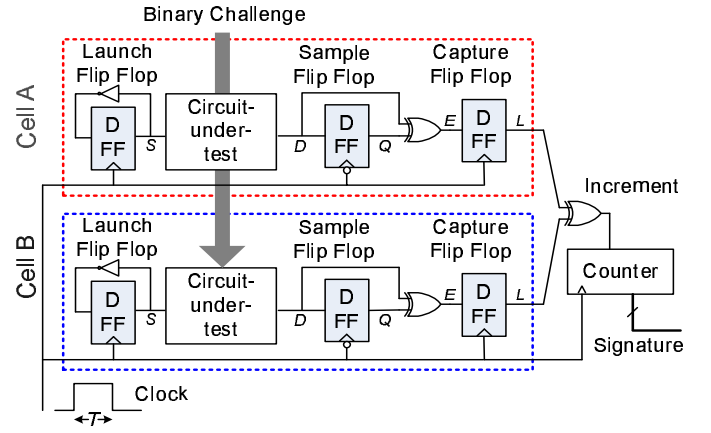 Binary Challenge
Launch
Flip Flop
Sample
Flip Flop
Capture
Flip Flop
Cell A
D
FF
S
Circuit-
under-
test
D
D
FF
Q
E
D
FF
L
Increment
Cell B
Launch
Flip Flop
Sample
Flip Flop
Capture
Flip Flop
D
FF
S
Circuit-
under-
test
D
D
FF
Q
E
D
FF
L
Counter
Signature
Clock
T